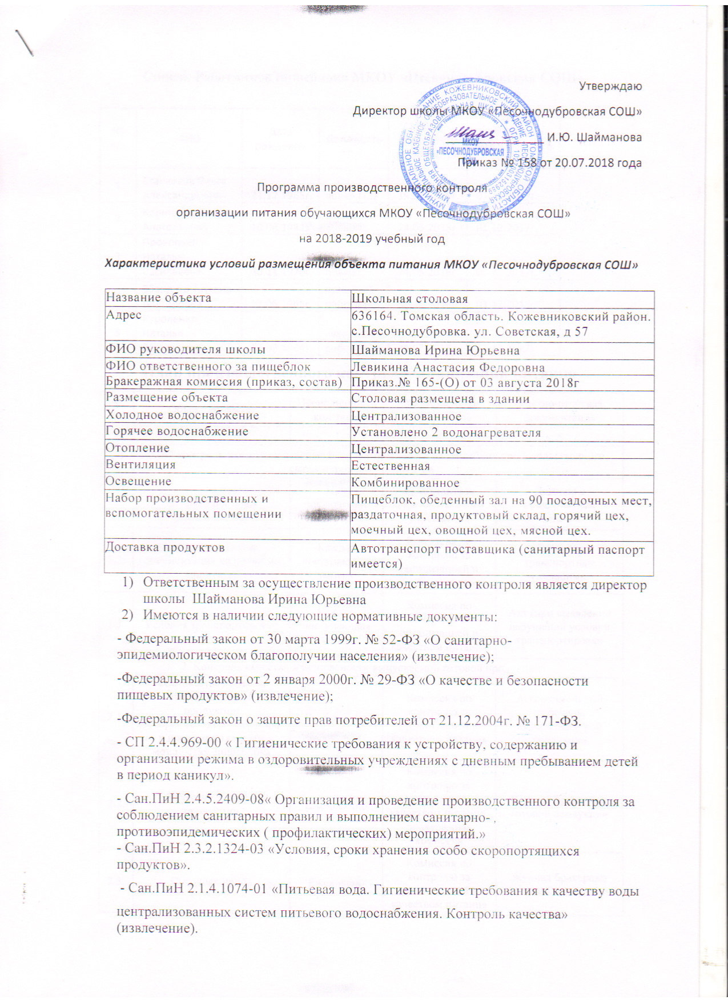 Утверждаю
Директор школы МКОУ «Песочнодубровская СОШ»
И.Ю. Шайманова
МКОУ
«ПЕСОЧНОДУБРОВСКАЯ
СОШ»
Приказ № 158 от 20.07.2018 года
Программа производственного контроля
организации питания обучающихся МКОУ «Песочнодубровская СОШ»
на 2018-2019 учебный год
Характеристика условий размещения объекта питания МКОУ «Песочнодубровская СОШ»
Название объекта Школьная столовая
Адрес 636164. Томская область. Кожевниковский район.
с.Песочнодубровка. ул. Советская, д 57
ФИО руководителя школы Шайманова Ирина Юрьевна
ФИО ответственного за пищеблок Левикина Анастасия Федоровна
Бракеражная комиссия (приказ, состав) Приказ.№ 165-(О) от 03 августа 2018г
Размещение объекта Столовая размещена в здании
Холодное водоснабжение Централизованное
Горячее водоснабжение Установлено 2 водонагревателя
Отопление Централизованное
Вентиляция Естественная
Освещение Комбинированное
Набор производственных и
вспомогательных помещении
Пищеблок. обеденный зал на 90 посадочных мест,
раздаточная, продуктовый склад, горячий цех,
моечный цех, овощной цех, мясной цех.
Доставка продуктов Автотранспорт поставщика (санитарный паспорт
имеется)
1) Ответственным за осуществление производственного контроля является директор
школы Шайманова Ирина Юрьевна
2) Имеются в наличии следующие нормативные документы:
- Федеральный закон от 30 марта 1999г. № 52-ФЗ «О санитарно-
эпидемиологическом благополучии населения» (извлечение);
-Федеральный закон от 2 января 2000г. № 29-ФЗ «О качестве и безопасности
пищевых продуктов» (извлечение);
-Федеральный закон о защите прав потребителей от 21.12.2004г. № 171-ФЗ.
- СП 2.4.4.969-00 « Гигиенические требования к устройству, содержанию и
организации режима в оздоровительных учреждениях с дневным пребыванием детей
в период каникул».
- Сан.ПиН 2.4.5.2409-08« Организация и проведение производственного контроля за
соблюдением санитарных правил и выполнением санитарно- ,
противоэпидемических ( профилактических) мероприятий.»
- Сан.ПиН 2.3.2.1324-03 «Условия, сроки хранения особо скоропортящихся
продуктов».
- Сан.ПиН 2.1.4.1074-01 «Питьевая вода. Гигиенические требования к качеству воды
централизованных систем питьевого водоснабжения. Контроль качества»
(извлечение).